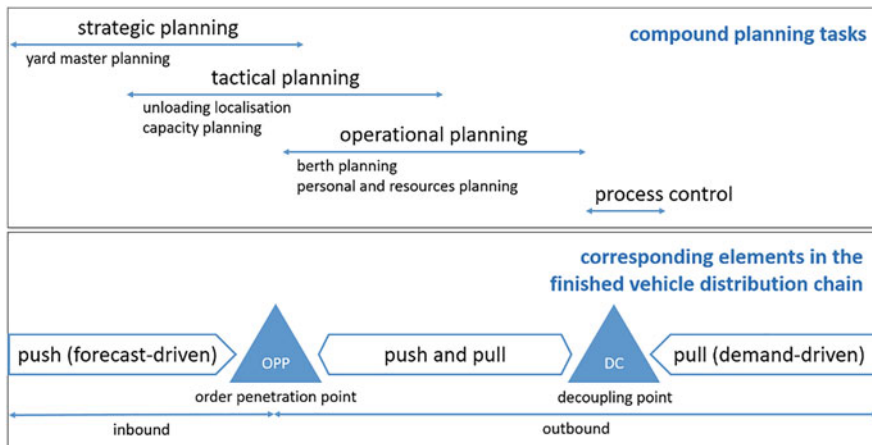 strategic planning
compound planning tasks
yard master planning
tactical planning
unloading localisation
capacity planning
operational planning
berth planning
personal and resources planning
process control
corresponding elements in the
finished vehicle distribution chain
push (forecast-driven)
OPP
push and pull
DC
pull (demand-driven)
order penetration point
decoupling point
inbound
outbound